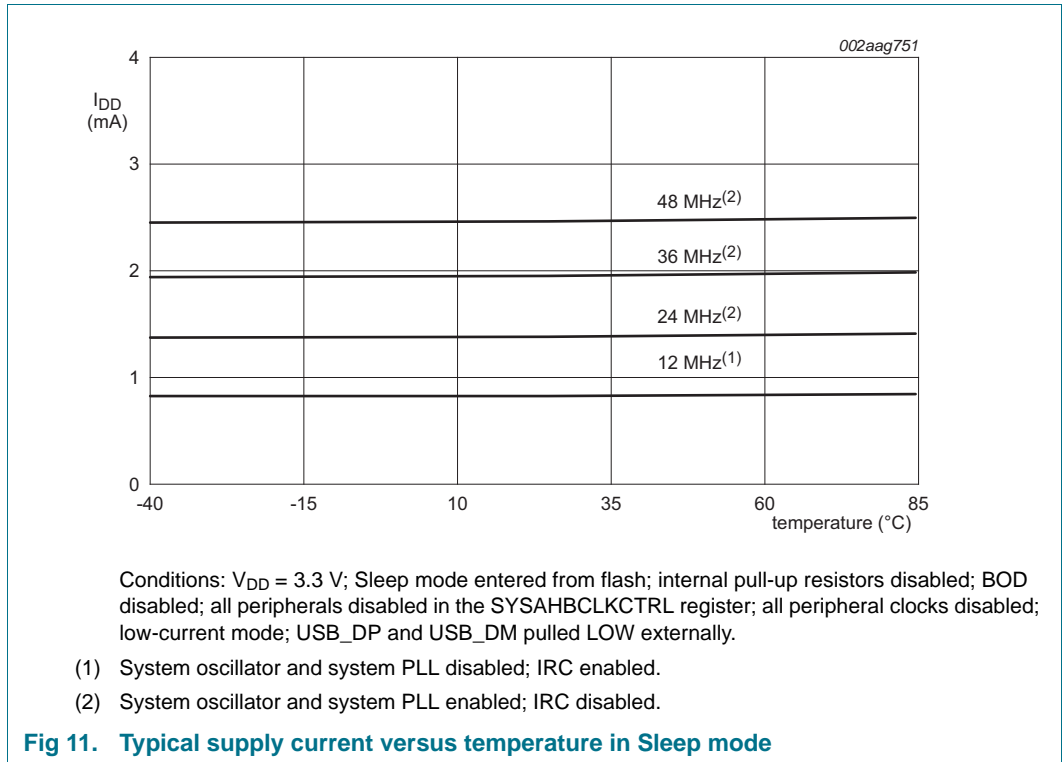 002aag751
4
I_DD
(mA)
3
48 MHz(2)
36 MHz(2)
2
24 MHz(2)
12 MHz(1)
1
0
-40 -15 10 35 60 85
temperature (°C)
Conditions: V_DD = 3.3 V; Sleep mode entered from flash; internal pull-up resistors disabled; BOD
disabled; all peripherals disabled in the SYSAHBCLKCTRL register; all peripheral clocks disabled;
low-current mode; USB_DP and USB_DM pulled LOW externally.
(1) System oscillator and system PLL disabled; IRC enabled.
(2) System oscillator and system PLL enabled; IRC disabled.
Fig 11. Typical supply current versus temperature in Sleep mode